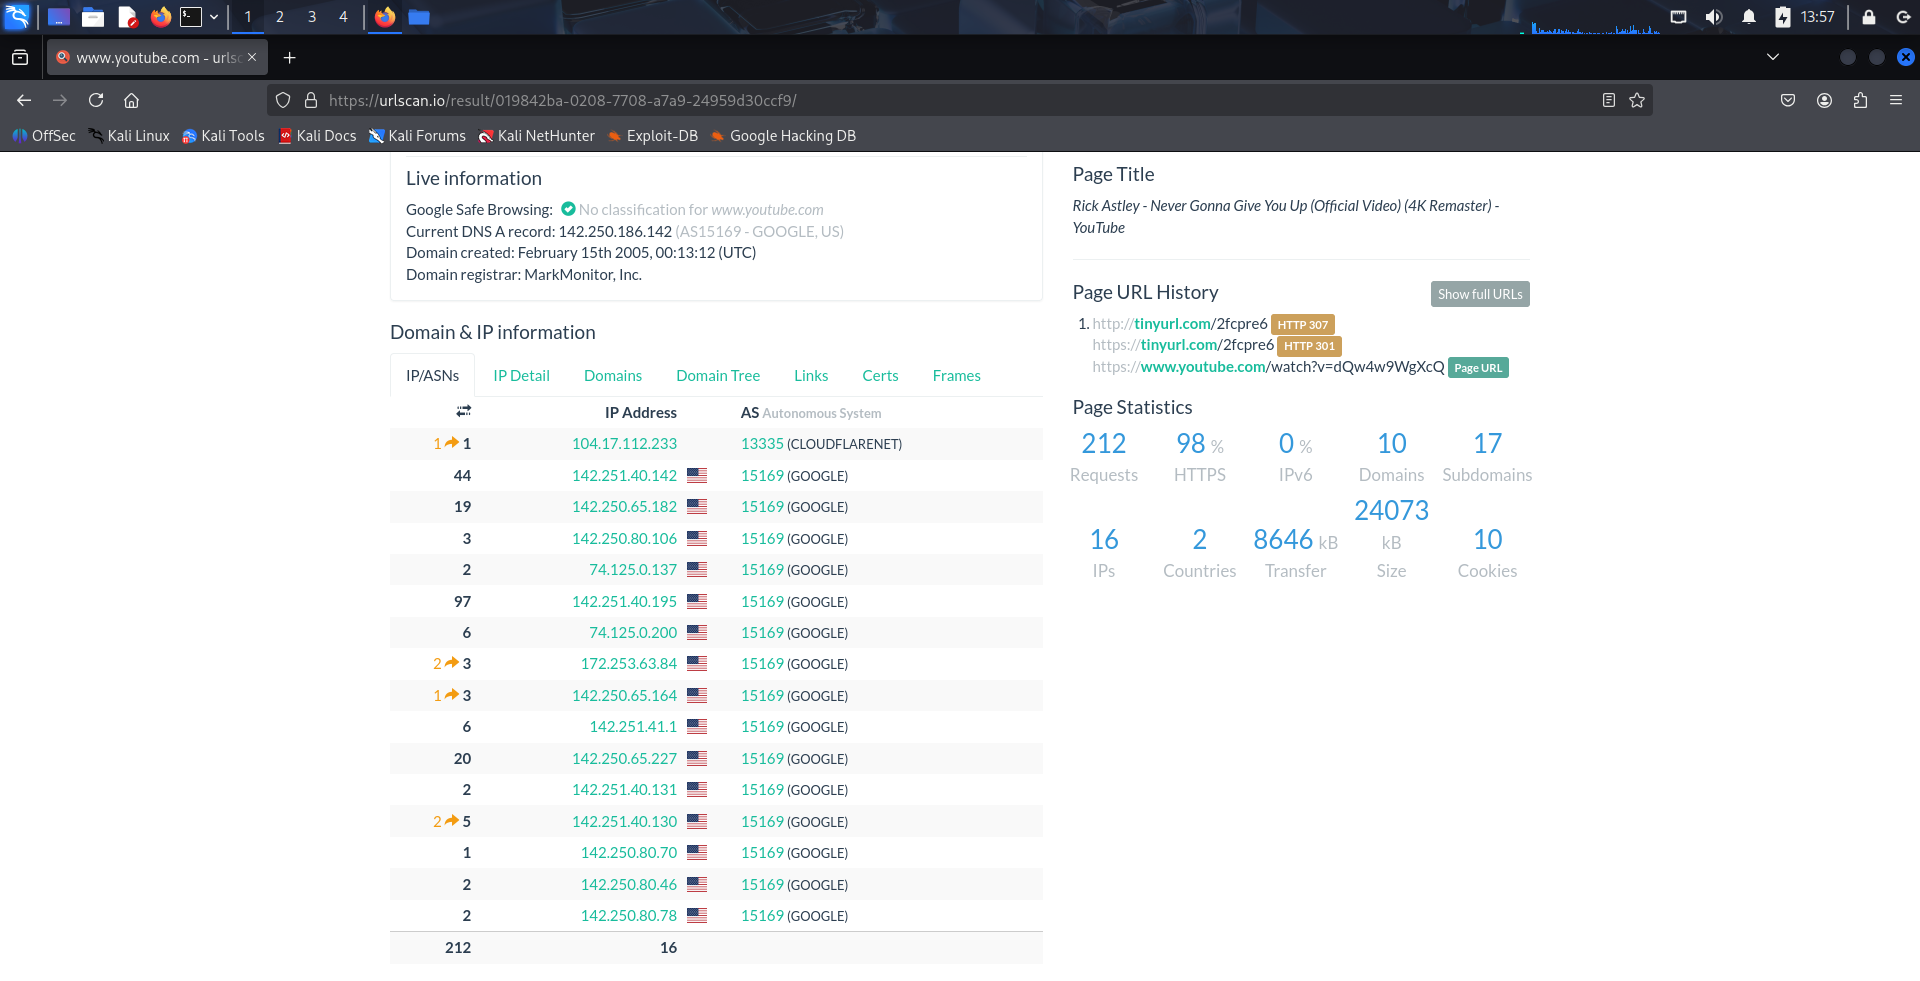 1 2 3 4
13:57
www.youtube.com - urlsc
https://urlscan.io/result/019842ba-0208-7708-a7a9-24959d30ccf9/
OffSec Kali Linux Kali Tools Kali Docs Kali Forums Kali NetHunter Exploit-DB Google Hacking DB
Live information
Google Safe Browsing: No classification for www.youtube.com
Current DNS A record: 142.250.186.142 (AS15169 - GOOGLE, US)
Domain created: February 15th 2005, 00:13:12 (UTC)
Domain registrar: MarkMonitor, Inc.
Domain & IP information
IP/ASNs IP Detail Domains Domain Tree Links Certs Frames
IP Address AS Autonomous System
1 1 104.17.112.233 13335 (CLOUDFLARENET)
44 142.251.40.142 15169 (GOOGLE)
19 142.250.65.182 15169 (GOOGLE)
3 142.250.80.106 15169 (GOOGLE)
2 74.125.0.137 15169 (GOOGLE)
97 142.251.40.195 15169 (GOOGLE)
6 74.125.0.200 15169 (GOOGLE)
2 3 172.253.63.84 15169 (GOOGLE)
1 3 142.250.65.164 15169 (GOOGLE)
6 142.251.41.1 15169 (GOOGLE)
20 142.250.65.227 15169 (GOOGLE)
2 142.251.40.131 15169 (GOOGLE)
2 5 142.251.40.130 15169 (GOOGLE)
1 142.250.80.70 15169 (GOOGLE)
2 142.250.80.46 15169 (GOOGLE)
2 142.250.80.78 15169 (GOOGLE)
212 16
Page Title
Rick Astley - Never Gonna Give You Up (Official Video) (4K Remaster) -
YouTube
Page URL History Show full URLs
1. http://tinyurl.com/2fcpre6 HTTP 307
https://tinyurl.com/2fcpre6 HTTP 301
https://www.youtube.com/watch?v=dQw4w9WgXcQ Page URL
Page Statistics
212 98 % 0 % 10 17
Requests HTTPS IPv6 Domains Subdomains
16 2 8646 kB 24073 kB 10
IPs Countries Transfer Size Cookies